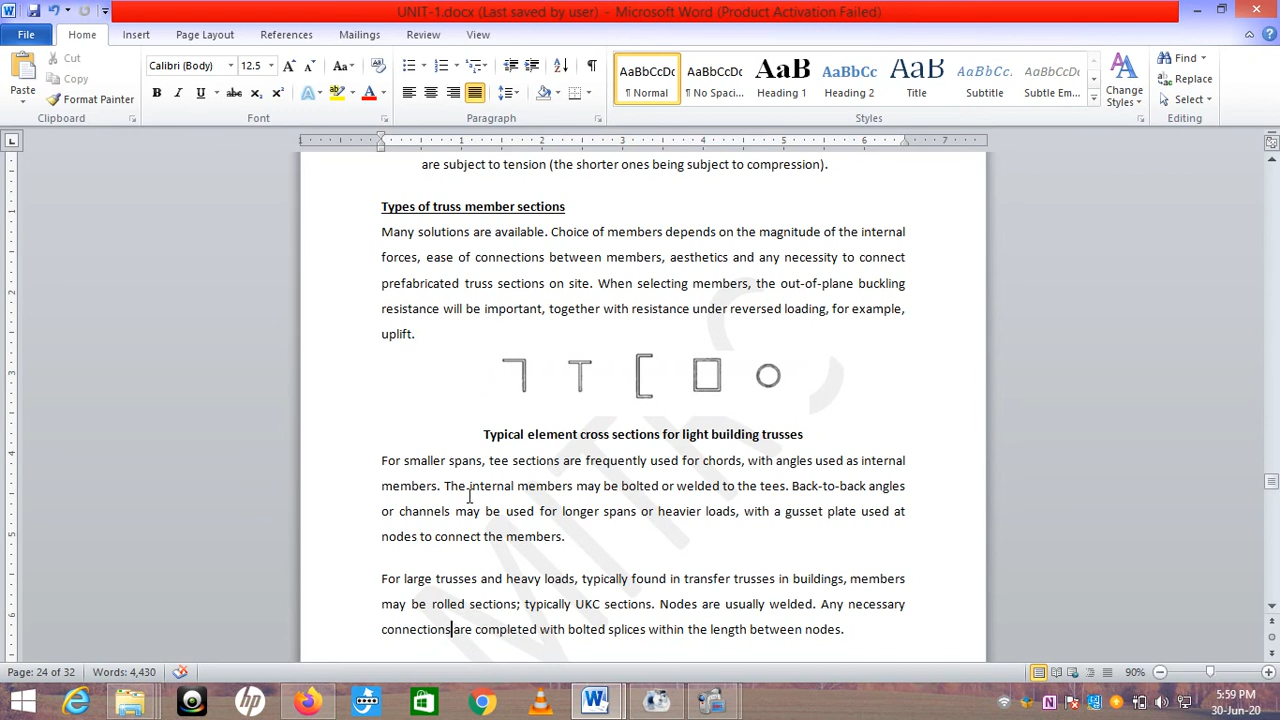 UNIT-1.docx (Last saved by user) - Microsoft Word (Product Activation Failed)
File Home Insert Page Layout References Mailings Review View
Paste
Cut
Copy
Format Painter
Clipboard
Calibri (Body) 12.5
Font
Paragraph
AaBbCcDc AaBbCcDc AaB AaBbCc AaB AaBbCcL AaBbCcDc
¶ Normal ¶ No Spaci... Heading 1 Heading 2 Title Subtitle Subtle Em...
Styles
Change Styles
Find
Replace
Select
Editing
1 1 2 3 4 5 6 7
are subject to tension (the shorter ones being subject to compression).
Types of truss member sections
Many solutions are available. Choice of members depends on the magnitude of the internal
forces, ease of connections between members, aesthetics and any necessity to connect
prefabricated truss sections on site. When selecting members, the out-of-plane buckling
resistance will be important, together with resistance under reversed loading, for example,
uplift.
Typical element cross sections for light building trusses
For smaller spans, tee sections are frequently used for chords, with angles used as internal
members. The internal members may be bolted or welded to the tees. Back-to-back angles
or channels may be used for longer spans or heavier loads, with a gusset plate used at
nodes to connect the members.
For large trusses and heavy loads, typically found in transfer trusses in buildings, members
may be rolled sections; typically UKC sections. Nodes are usually welded. Any necessary
connections are completed with bolted splices within the length between nodes.
Page: 24 of 32 Words: 4,430 90%
5:59 PM
30-Jun-20